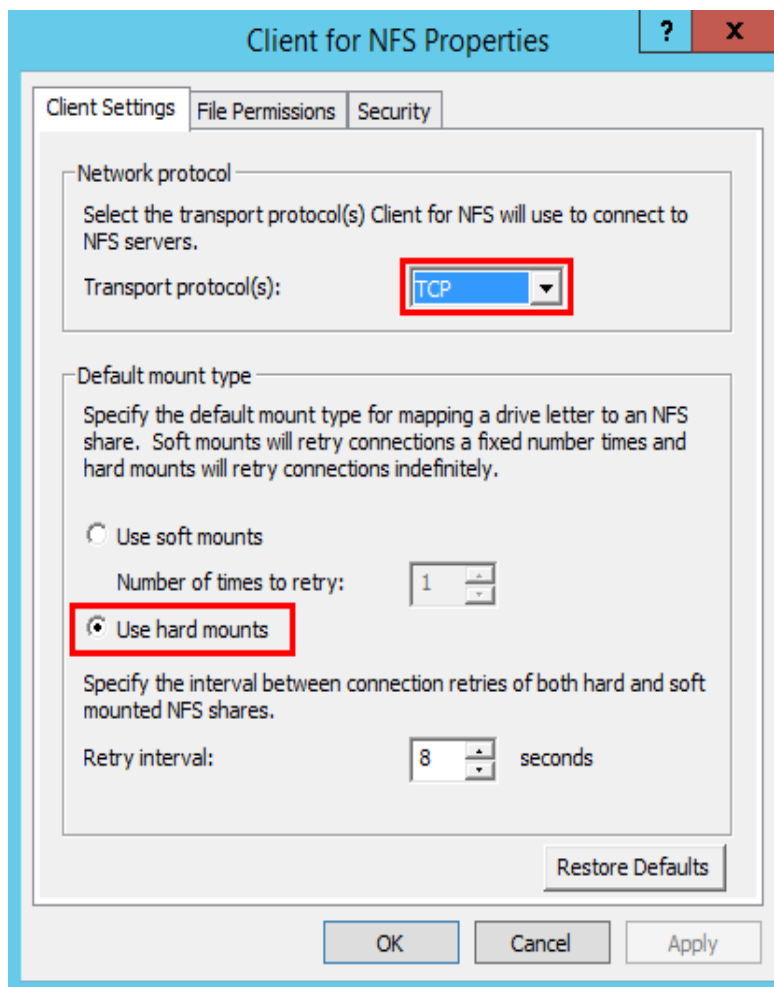 Client for NFS Properties
? x
Client Settings File Permissions Security
Network protocol
Select the transport protocol(s) Client for NFS will use to connect to
NFS servers.
Transport protocol(s): TCP
Default mount type
Specify the default mount type for mapping a drive letter to an NFS
share. Soft mounts will retry connections a fixed number times and
hard mounts will retry connections indefinitely.
Use soft mounts
Number of times to retry: 1
Use hard mounts
Specify the interval between connection retries of both hard and soft
mounted NFS shares.
Retry interval: 8 seconds
Restore Defaults
OK Cancel Apply